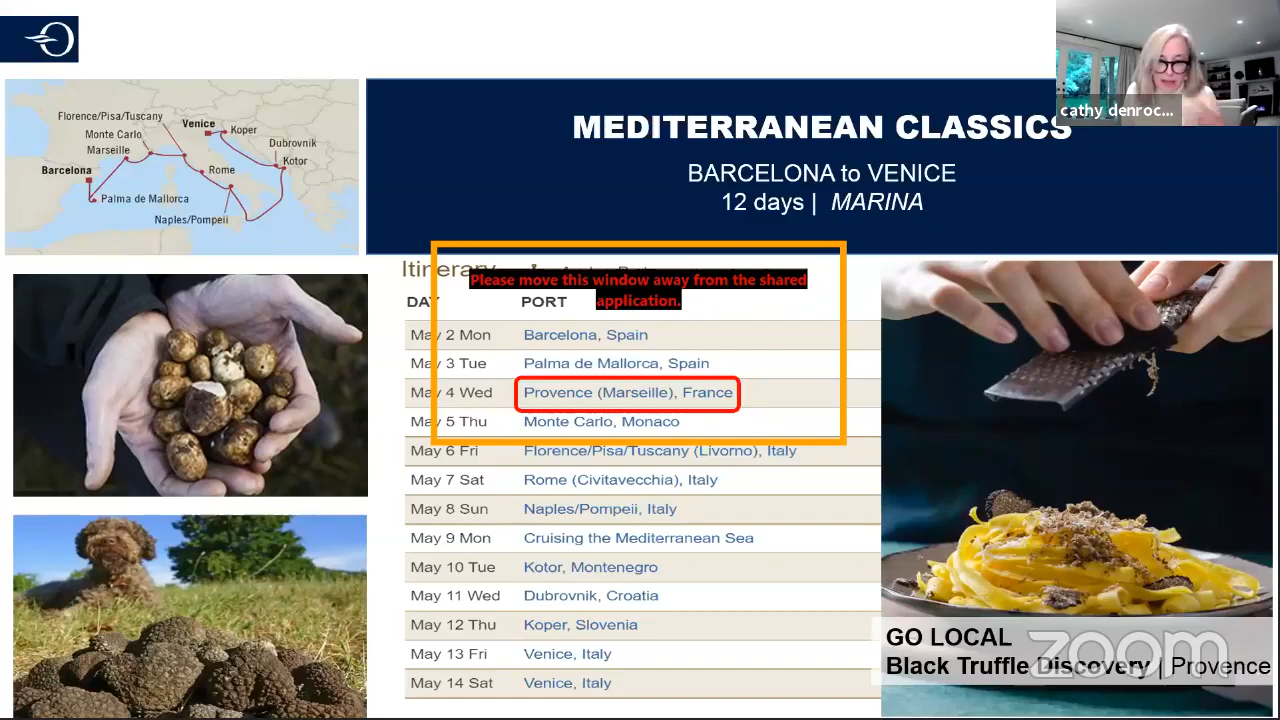 cathy denroc...
Florence/Pisa/Tuscany
Monte Carlo
Marseille
Barcelona
Palma de Mallorca
Venice
Koper
Dubrovnik
Kotor
Rome
Naples/Pompeii
MEDITERRANEAN CLASSICS
BARCELONA to VENICE
12 days | MARINA
Itinerary
Please move this window away from the shared
application.
DAY PORT
May 2 Mon Barcelona, Spain
May 3 Tue Palma de Mallorca, Spain
May 4 Wed Provence (Marseille), France
May 5 Thu Monte Carlo, Monaco
May 6 Fri Florence/Pisa/Tuscany (Livorno), Italy
May 7 Sat Rome (Civitavecchia), Italy
May 8 Sun Naples/Pompeii, Italy
May 9 Mon Cruising the Mediterranean Sea
May 10 Tue Kotor, Montenegro
May 11 Wed Dubrovnik, Croatia
May 12 Thu Koper, Slovenia
May 13 Fri Venice, Italy
May 14 Sat Venice, Italy
GO LOCAL
Black Truffle Discovery | Provence
zoom